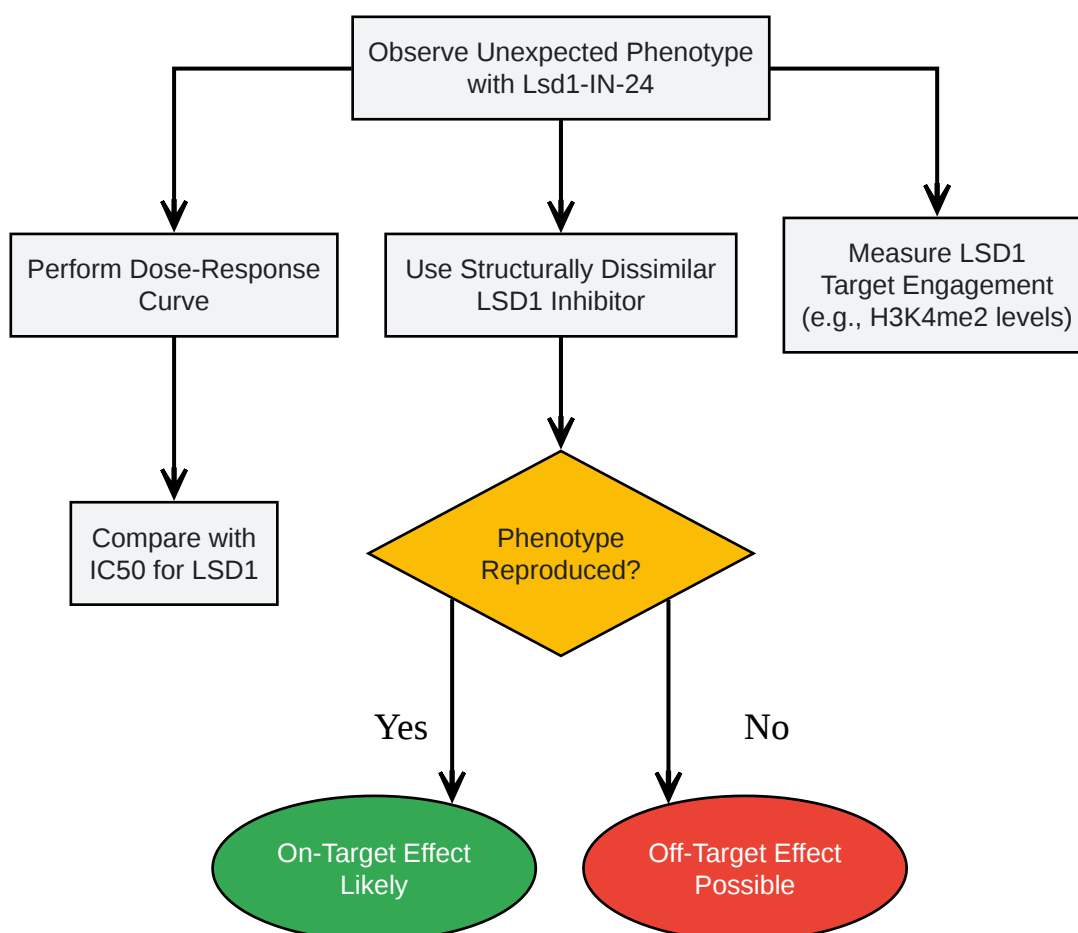 Observe Unexpected Phenotype
with Lsd1-IN-24
Perform Dose-Response
Curve
Use Structurally Dissimilar
LSD1 Inhibitor
Measure LSD1
Target Engagement
(e.g., H3K4me2 levels)
Compare with
IC50 for LSD1
Phenotype
Reproduced?
Yes
No
On-Target Effect
Likely
Off-Target Effect
Possible